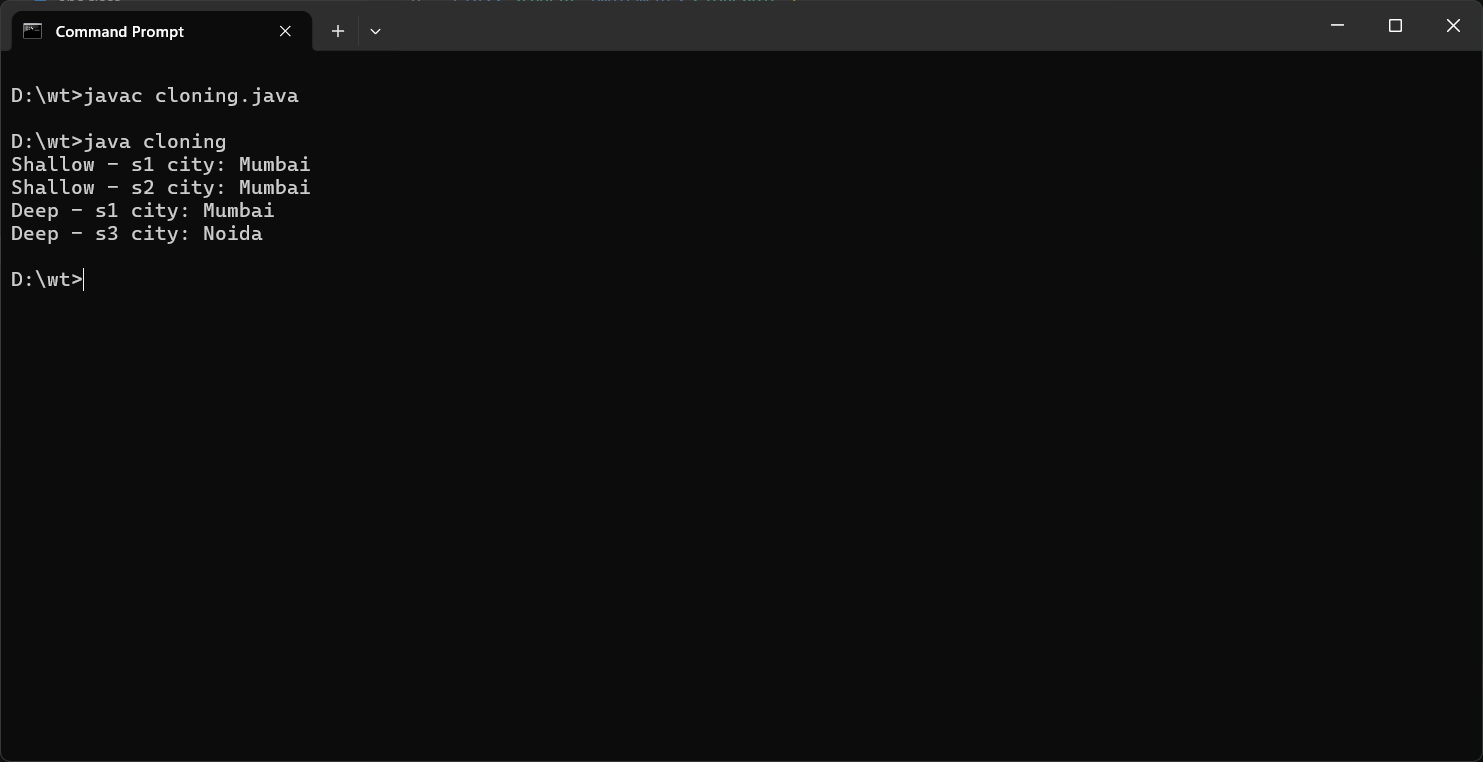 Command Prompt
D:\wt>javac cloning.java
D:\wt>java cloning
Shallow - s1 city: Mumbai
Shallow - s2 city: Mumbai
Deep - s1 city: Mumbai
Deep - s3 city: Noida
D:\wt>